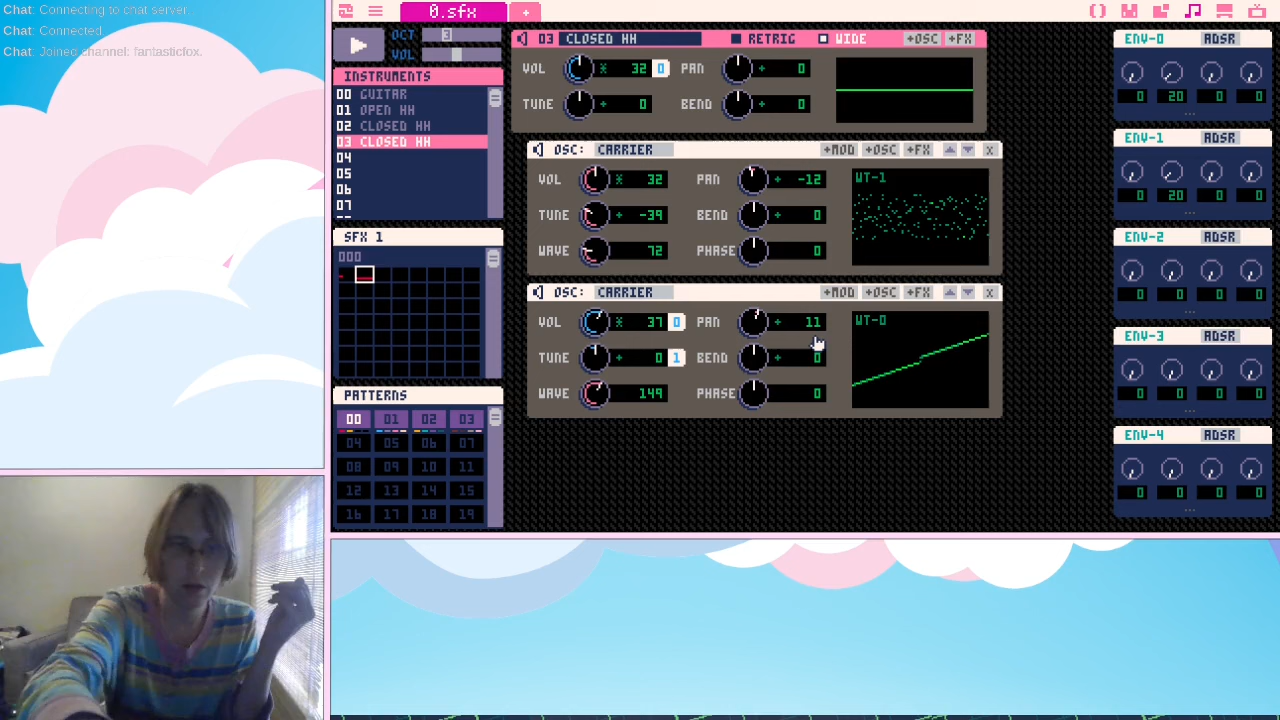 Chat: Connecting to chat server.
Chat: Connected.
Chat: Joined channel: fantasticfox.
0.sfx +
OCT 3
VOL
INSTRUMENTS
00 GUITAR
01 OPEN HH
02 CLOSED HH
03 CLOSED HH
04
05
06
07
SFX 1
000
PATTERNS
00 01 02 03
04 05 06 07
08 09 10 11
12 13 14 15
16 17 18 19
03 CLOSED HH RETRIG WIDE +OSC +FX
VOL * 32 0 PAN + 0
TUNE + 0 BEND + 0
OSC: CARRIER +MOD +OSC +FX X
VOL * 32 PAN + -12 WT-1
TUNE + -39 BEND + 0
WAVE 72 PHASE 0
OSC: CARRIER +MOD +OSC +FX X
VOL * 37 0 PAN + 11 WT-0
TUNE + 0 1 BEND + 0
WAVE 149 PHASE 0
ENV-0 ADSR
0 20 0 0
...
ENV-1 ADSR
0 20 0 0
...
ENV-2 ADSR
0 0 0 0
...
ENV-3 ADSR
0 0 0 0
...
ENV-4 ADSR
0 0 0 0
...